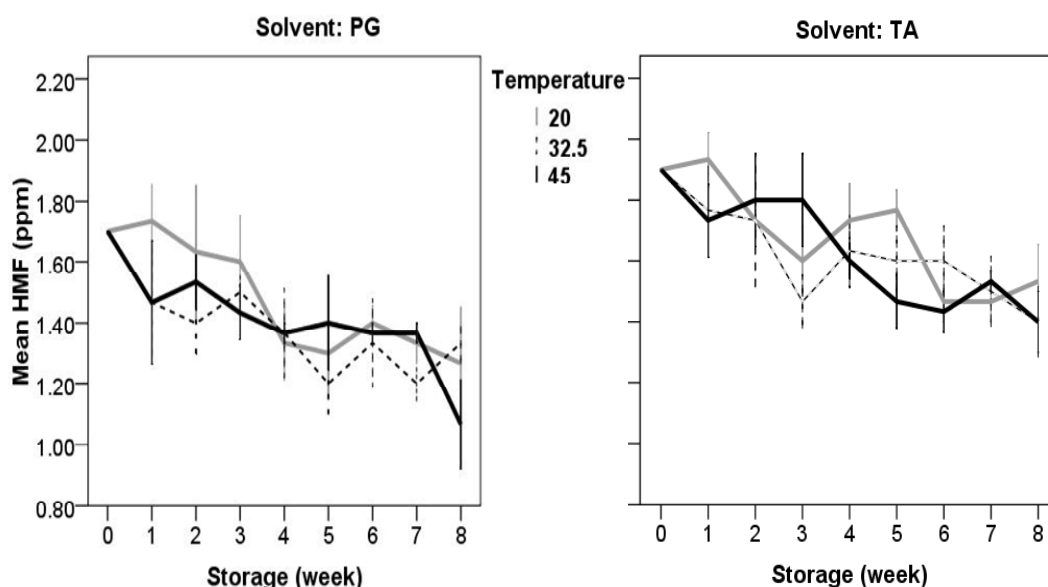 Solvent: PG
Solvent: TA
Temperature
20
32.5
45
Mean HMF (ppm)
2.20
2.00
1.80
1.60
1.40
1.20
1.00
0.80
0 1 2 3 4 5 6 7 8
0 1 2 3 4 5 6 7 8
Storage (week)
Storage (week)